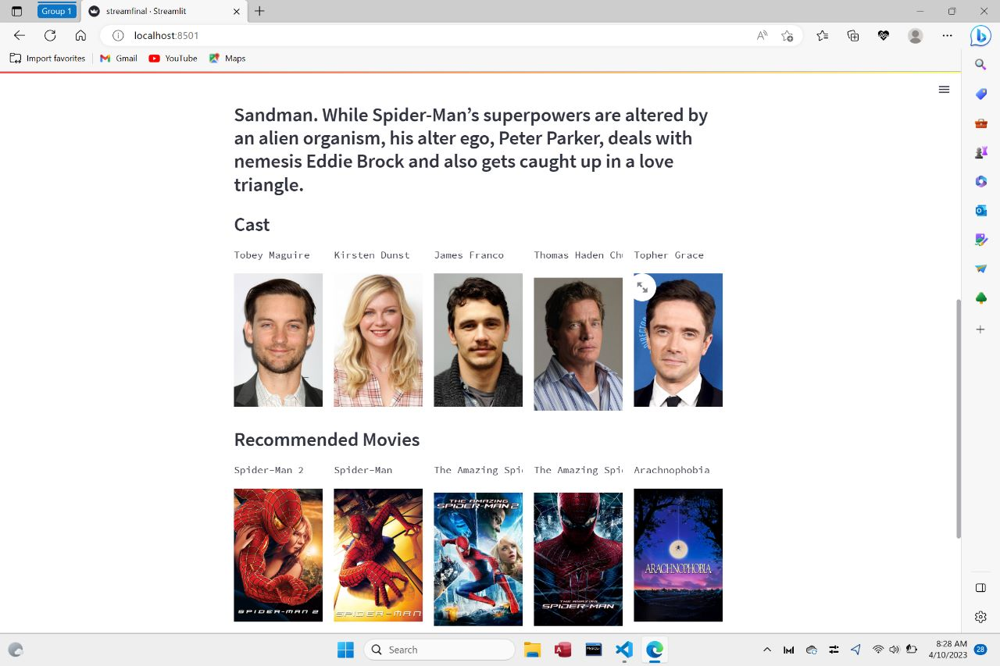 Group 1
streamfinal · Streamlit
localhost:8501
Import favorites
Gmail
YouTube
Maps
Sandman. While Spider-Man’s superpowers are altered by
an alien organism, his alter ego, Peter Parker, deals with
nemesis Eddie Brock and also gets caught up in a love
triangle.
Cast
Tobey Maguire
Kirsten Dunst
James Franco
Thomas Haden Chu
Topher Grace
DIRECTOR
Recommended Movies
Spider-Man 2
Spider-Man
The Amazing Spi
The Amazing Spi
Arachnophobia
SPIDER-MAN 2
SPIDER-MAN
THE AMAZING
SPIDER-MAN 2
THE AMAZING
SPIDER-MAN
ARACHNOPHOBIA
Search
8:28 AM
4/10/2023
28